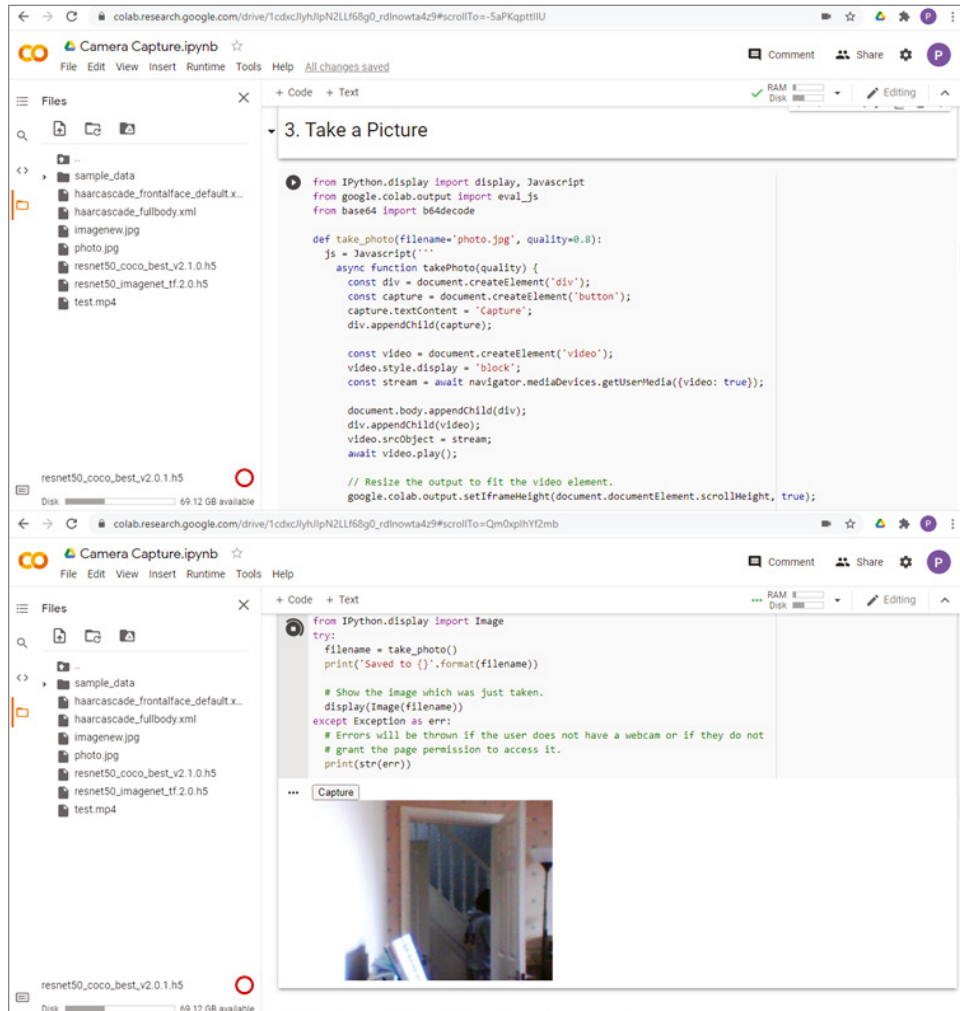 colab.research.google.com/drive/1cdxcJlyhJlpN2LLf68g0_rdlnowta4z9#scrollTo=-5aPKqpttIIU
P
CO
Camera Capture.ipynb
File Edit View Insert Runtime Tools Help All changes saved
Comment Share P
Files
+ Code + Text
RAM
Disk
Editing
3. Take a Picture
..
sample_data
haarcascade_frontalface_default.x...
haarcascade_fullbody.xml
imagenew.jpg
photo.jpg
resnet50_coco_best_v2.1.0.h5
resnet50_imagenet_tf.2.0.h5
test.mp4
resnet50_coco_best_v2.0.1.h5
Disk 69.12 GB available
from IPython.display import display, Javascript
from google.colab.output import eval_js
from base64 import b64decode
def take_photo(filename='photo.jpg', quality=0.8):
js = Javascript('''
async function takePhoto(quality) {
const div = document.createElement('div');
const capture = document.createElement('button');
capture.textContent = 'Capture';
div.appendChild(capture);
const video = document.createElement('video');
video.style.display = 'block';
const stream = await navigator.mediaDevices.getUserMedia({video: true});
document.body.appendChild(div);
div.appendChild(video);
video.srcObject = stream;
await video.play();
// Resize the output to fit the video element.
google.colab.output.setIframeHeight(document.documentElement.scrollHeight, true);
colab.research.google.com/drive/1cdxcJlyhJlpN2LLf68g0_rdlnowta4z9#scrollTo=Qm0xplhYf2mb
P
CO
Camera Capture.ipynb
File Edit View Insert Runtime Tools Help
Comment Share P
Files
+ Code + Text
RAM
Disk
Editing
..
sample_data
haarcascade_frontalface_default.x...
haarcascade_fullbody.xml
imagenew.jpg
photo.jpg
resnet50_coco_best_v2.1.0.h5
resnet50_imagenet_tf.2.0.h5
test.mp4
resnet50_coco_best_v2.0.1.h5
Disk 69.12 GB available
from IPython.display import Image
try:
filename = take_photo()
print('Saved to {}'.format(filename))
# Show the image which was just taken.
display(Image(filename))
except Exception as err:
# Errors will be thrown if the user does not have a webcam or if they do not
# grant the page permission to access it.
print(str(err))
Capture